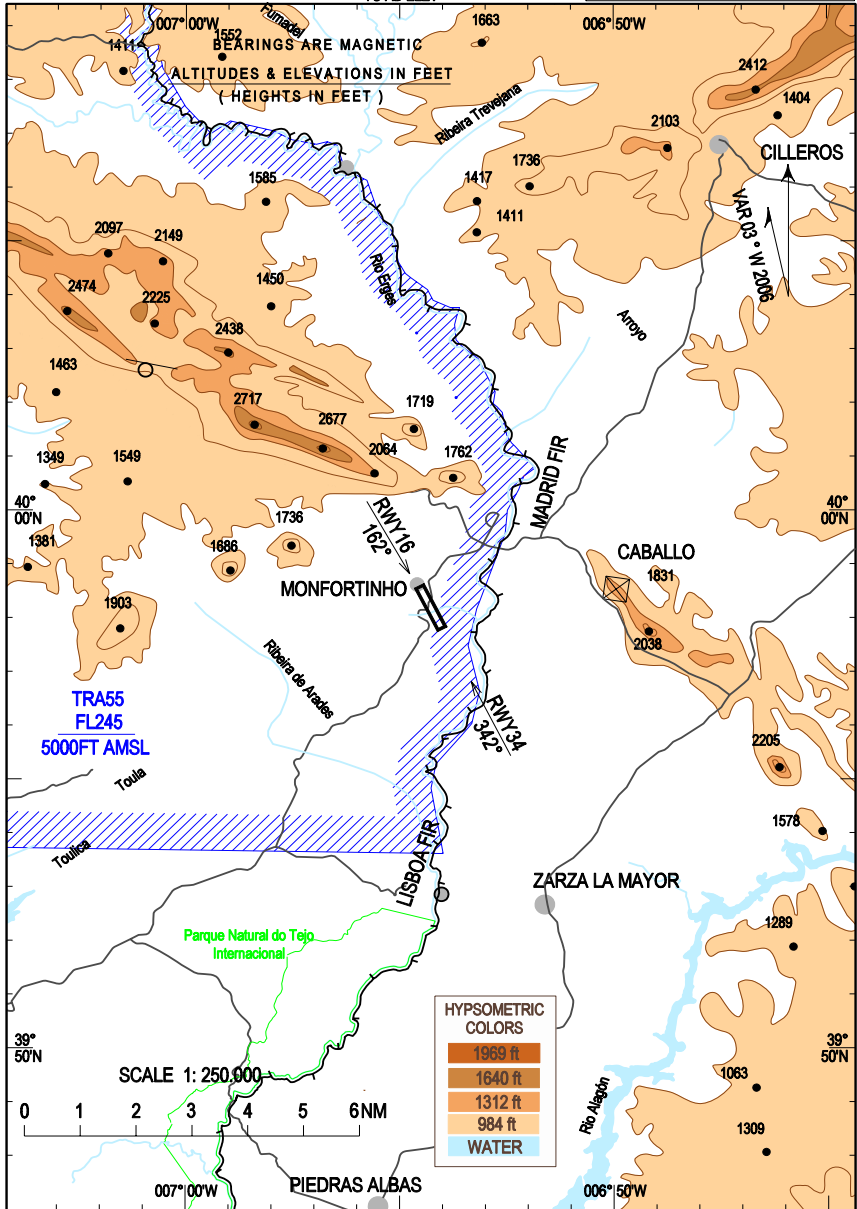 007° 00'W
006° 50'W
1663
Fumadel
1552
1411
BEARINGS ARE MAGNETIC
ALTITUDES & ELEVATIONS IN FEET
( HEIGHTS IN FEET )
2412
1404
Ribeira Trevejana
2103
CILLEROS
1736
1585
1417
1411
VAR 03 ° W 2006
2097
2149
Rio Erges
2474
2225
1450
Arroyo
2438
1463
2717
1719
2677
2064
1762
MADRID FIR
1349
1549
40°
00'N
40°
00'N
RWY16
162°
1736
1381
1686
CABALLO
1831
MONFORTINHO
1903
2038
Ribeira de Arades
TRA55
FL245
5000FT AMSL
RWY34
342°
2205
Toula
1578
Toulica
LISBOA FIR
ZARZA LA MAYOR
1289
Parque Natural do Tejo
Internacional
HYPSOMETRIC
COLORS
1969 ft
1640 ft
1312 ft
984 ft
WATER
39°
50'N
39°
50'N
SCALE 1: 250.000
0 1 2 3 4 5 6 NM
1063
Rio Alagón
1309
007° 00'W
PIEDRAS ALBAS
006° 50'W